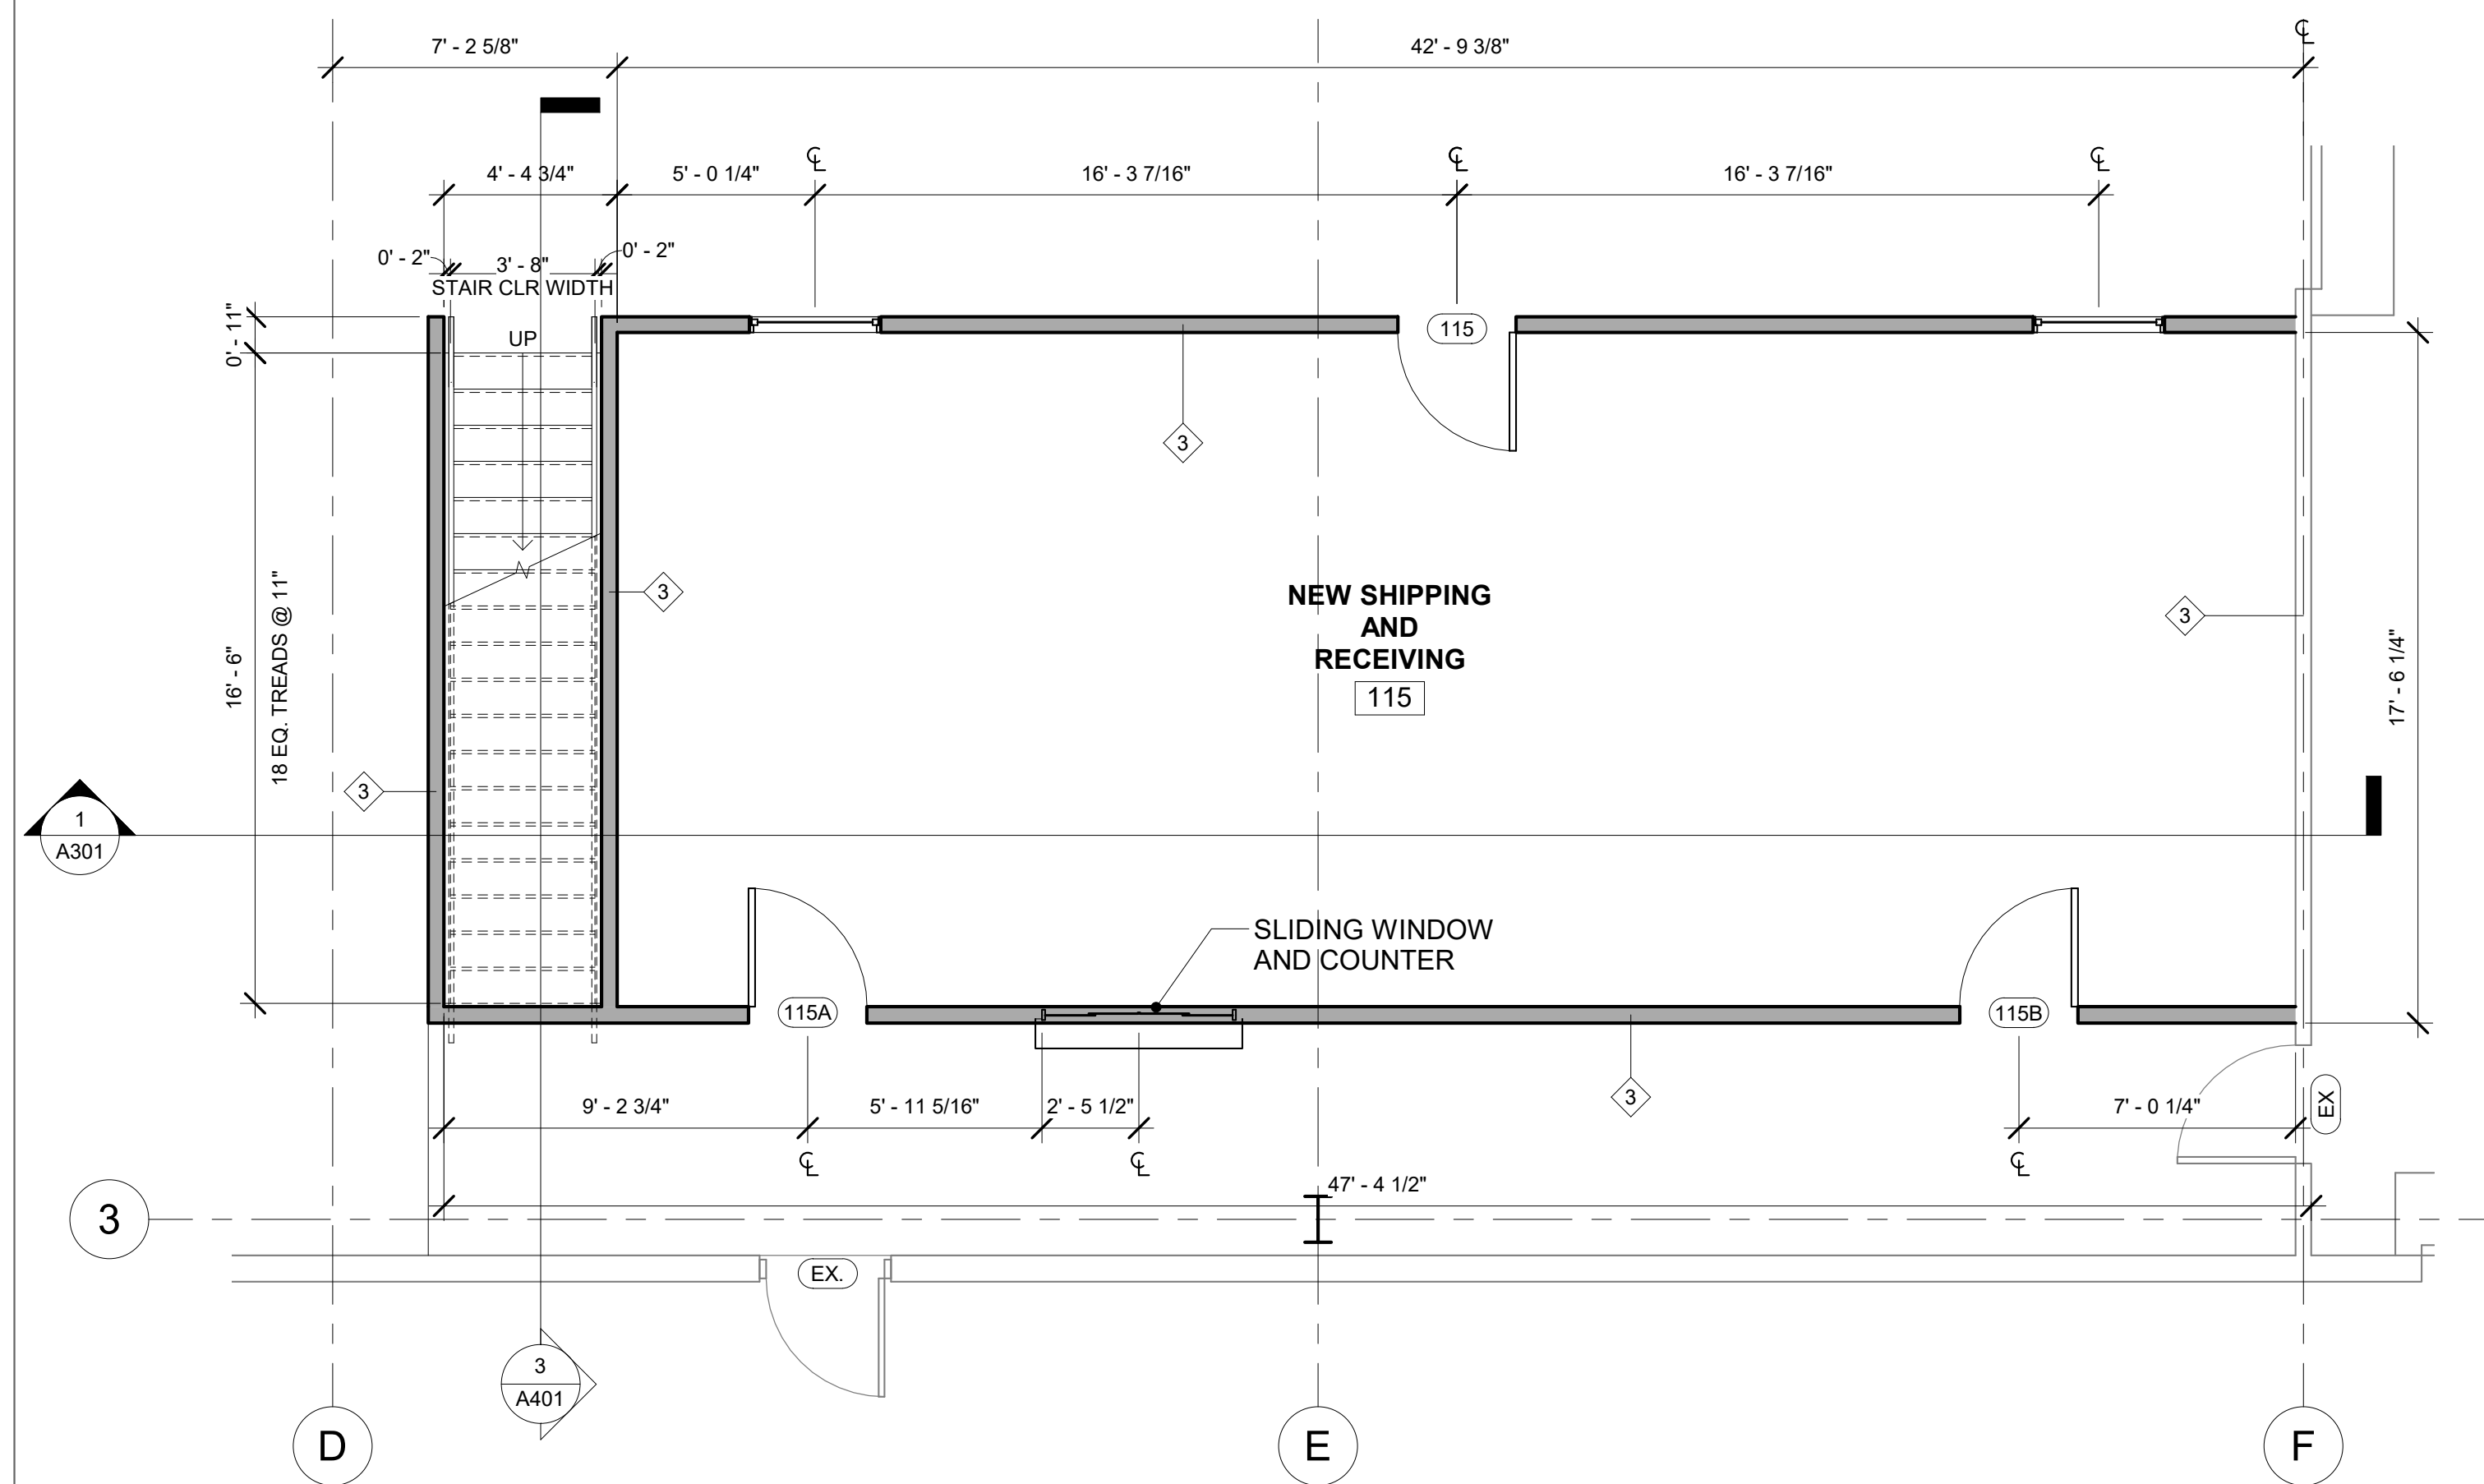 7' - 2 5/8"
42' - 9 3/8"
℄
4' - 4 3/4"
5' - 0 1/4"
℄
16' - 3 7/16"
℄
16' - 3 7/16"
℄
0' - 2"
3' - 8"
0' - 2"
STAIR CLR WIDTH
0' - 11"
UP
115
3
3
NEW SHIPPING
AND
RECEIVING
115
3
16' - 6"
18 EQ. TREADS @ 11"
17' - 6 1/4"
3
1
A301
SLIDING WINDOW
AND COUNTER
115A
115B
3
9' - 2 3/4"
5' - 11 5/16"
2' - 5 1/2"
7' - 0 1/4"
EX
℄
℄
℄
47' - 4 1/2"
3
EX.
3
A401
D
E
F